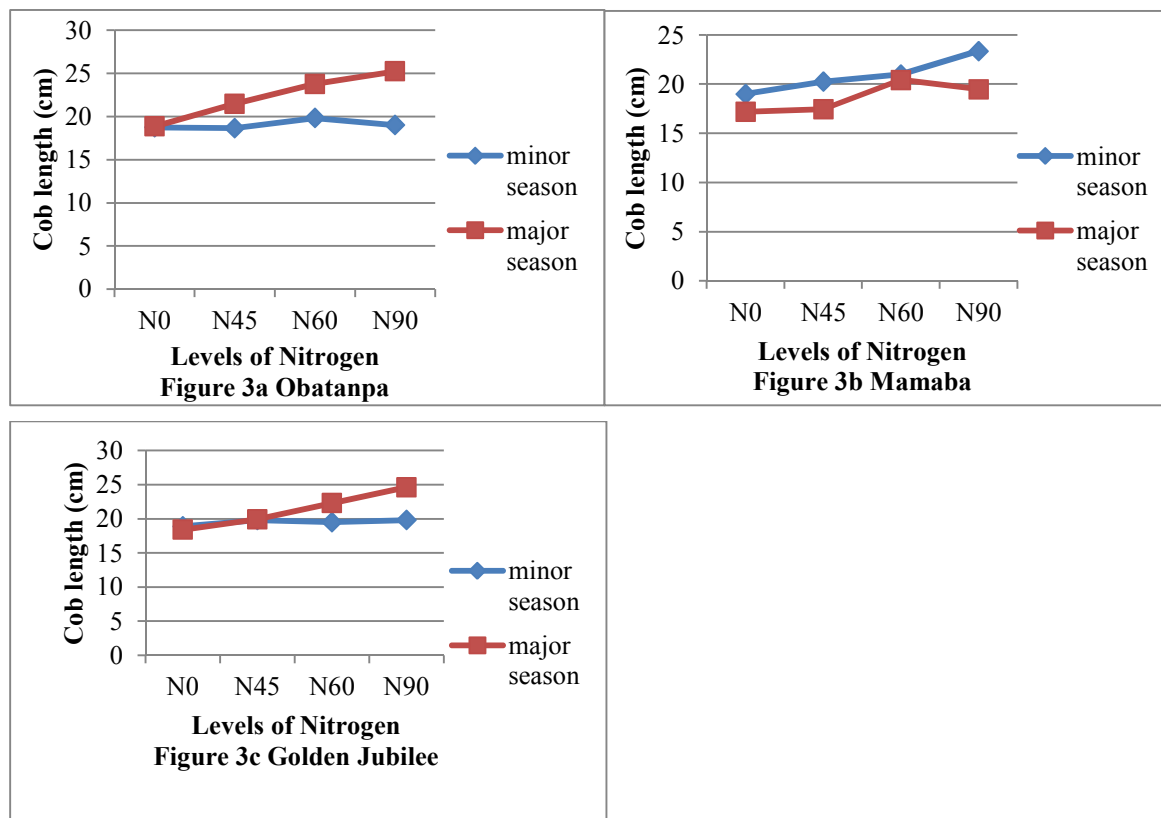 30
25
20
15
10
5
0
Cob length (cm)
N0 N45 N60 N90
Levels of Nitrogen
Figure 3a Obatanpa
minor
season
major
season
25
20
15
10
5
0
Cob length (cm)
N0 N45 N60 N90
Levels of Nitrogen
Figure 3b Mamaba
minor
season
major
season
30
25
20
15
10
5
0
Cob length (cm)
N0 N45 N60 N90
Levels of Nitrogen
Figure 3c Golden Jubilee
minor
season
major
season